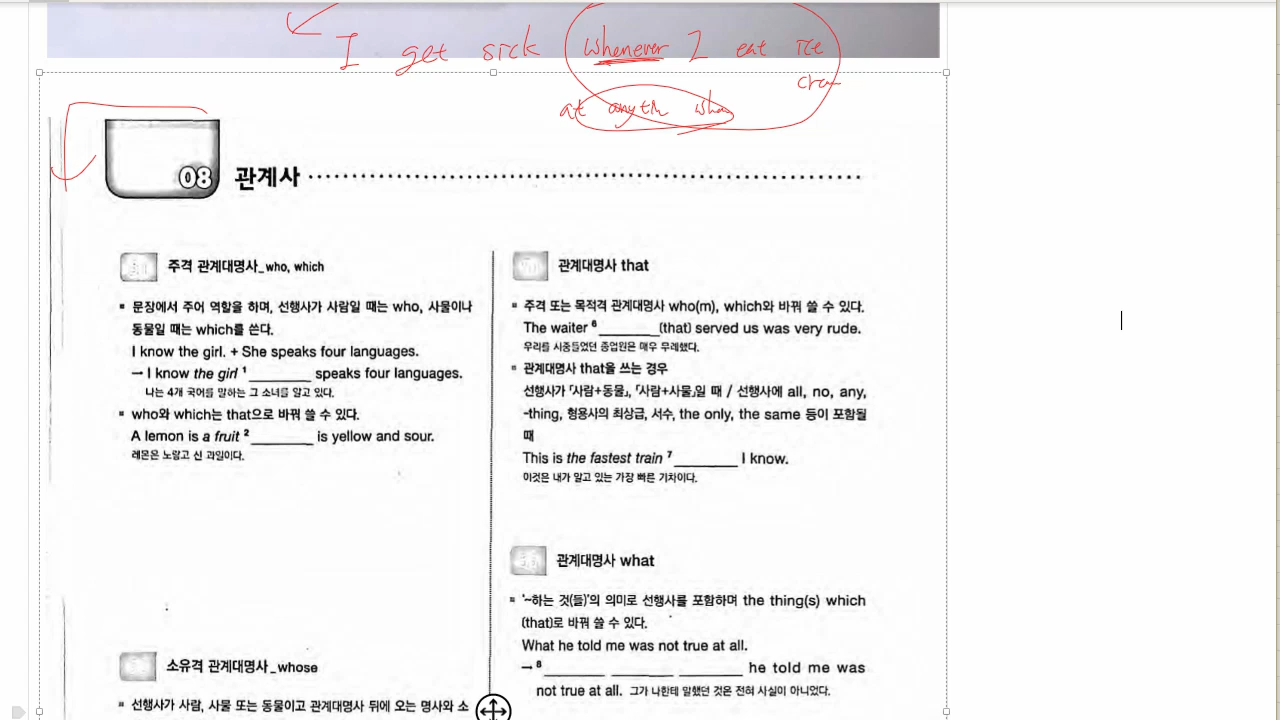 I get sick whenever I eat ice
at
08 관계사
주격 관계대명사_who, which
▪ 문장에서 주어 역할을 하며, 선행사가 사람일 때는 who, 사물이나
동물일 때는 which를 쓴다.
I know the girl. + She speaks four languages.
→ I know the girl 1 ________ speaks four languages.
나는 4개 국어를 말하는 그 소녀를 알고 있다.
▪ who와 which는 that으로 바꿔 쓸 수 있다.
A lemon is a fruit 2 ________ is yellow and sour.
레몬은 노랗고 신 과일이다.
소유격 관계대명사_whose
▪ 선행사가 사람, 사물 또는 동물이고 관계대명사 뒤에 오는 명사와 소
관계대명사 that
▪ 주격 또는 목적격 관계대명사 who(m), which와 바꿔 쓸 수 있다.
The waiter 6 ________ (that) served us was very rude.
우리를 시중들었던 종업원은 매우 무례했다.
▪ 관계대명사 that을 쓰는 경우
선행사가 「사람+동물」, 「사람+사물」일 때 / 선행사에 all, no, any,
-thing, 형용사의 최상급, 서수, the only, the same 등이 포함될
때
This is the fastest train 7 ________ I know.
이것은 내가 알고 있는 가장 빠른 기차이다.
관계대명사 what
▪ '~하는 것(들)'의 의미로 선행사를 포함하며 the thing(s) which
(that)로 바꿔 쓸 수 있다.
What he told me was not true at all.
→ 8 ________ ________ ________ he told me was
not true at all. 그가 나한테 말했던 것은 전혀 사실이 아니었다.